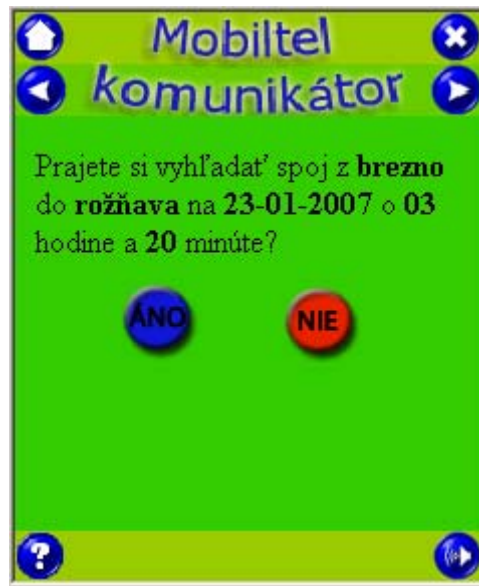 Mobiltel
komunikátor
Prajete si vyhľadať spoj z brezno
do rožňava na 23-01-2007 o 03
hodine a 20 minúte?
ÁNO NIE
?